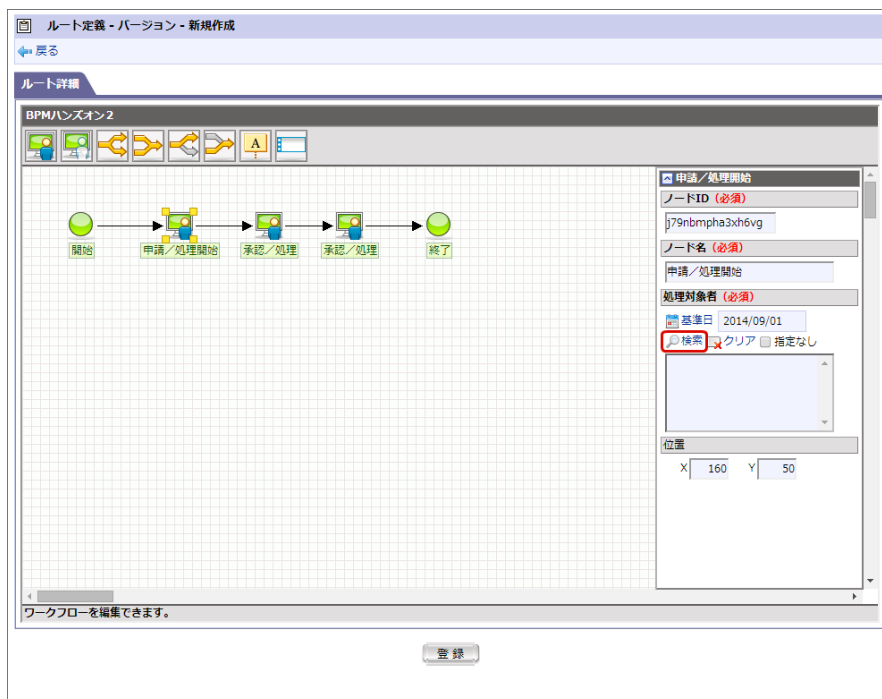 ルート定義 - バージョン - 新規作成
戻る
ルート詳細
BPMハンズオン2
A
開始
申請／処理開始
承認／処理
承認／処理
終了
申請／処理開始
ノードID（必須）
j79nbmpha3xh6vg
ノード名（必須）
申請／処理開始
処理対象者（必須）
基準日 2014/09/01
検索 クリア 指定なし
位置
X 160 Y 50
ワークフローを編集できます。
登録